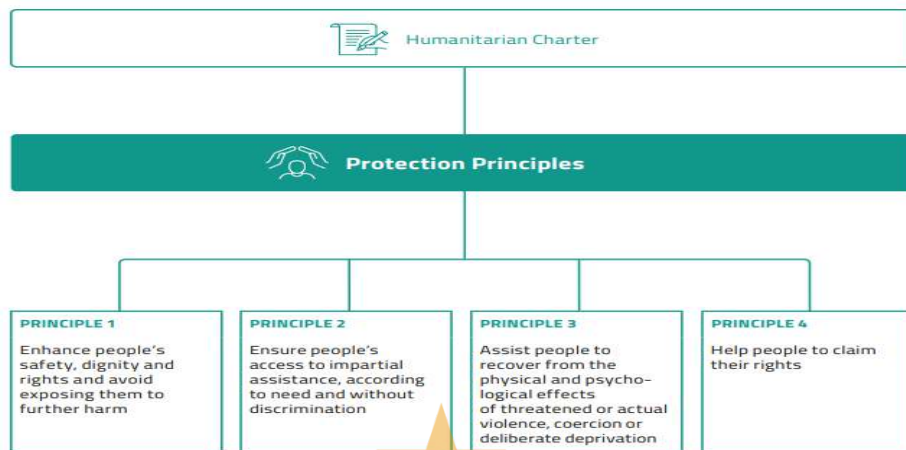 Humanitarian Charter
Protection Principles
PRINCIPLE 1
Enhance people's
safety, dignity and
rights and avoid
exposing them to
further harm
PRINCIPLE 2
Ensure people's
access to impartial
assistance, according
to need and without
discrimination
PRINCIPLE 3
Assist people to
recover from the
physical and psycho-
logical effects
of threatened or actual
violence, coercion or
deliberate deprivation
PRINCIPLE 4
Help people to claim
their rights